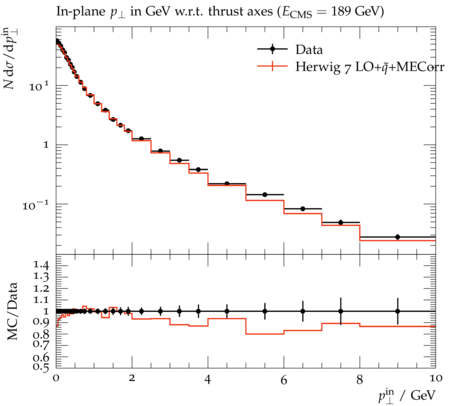 In-plane p⊥ in GeV w.r.t. thrust axes (E_CMS = 189 GeV)
N dσ/dp⊥^in
Data
Herwig 7 LO+q̄+MECorr
10^1
1
10^−1
MC/Data
1.4
1.3
1.2
1.1
1
0.9
0.8
0.7
0.6
0.5
0 2 4 6 8 10
p⊥^in / GeV